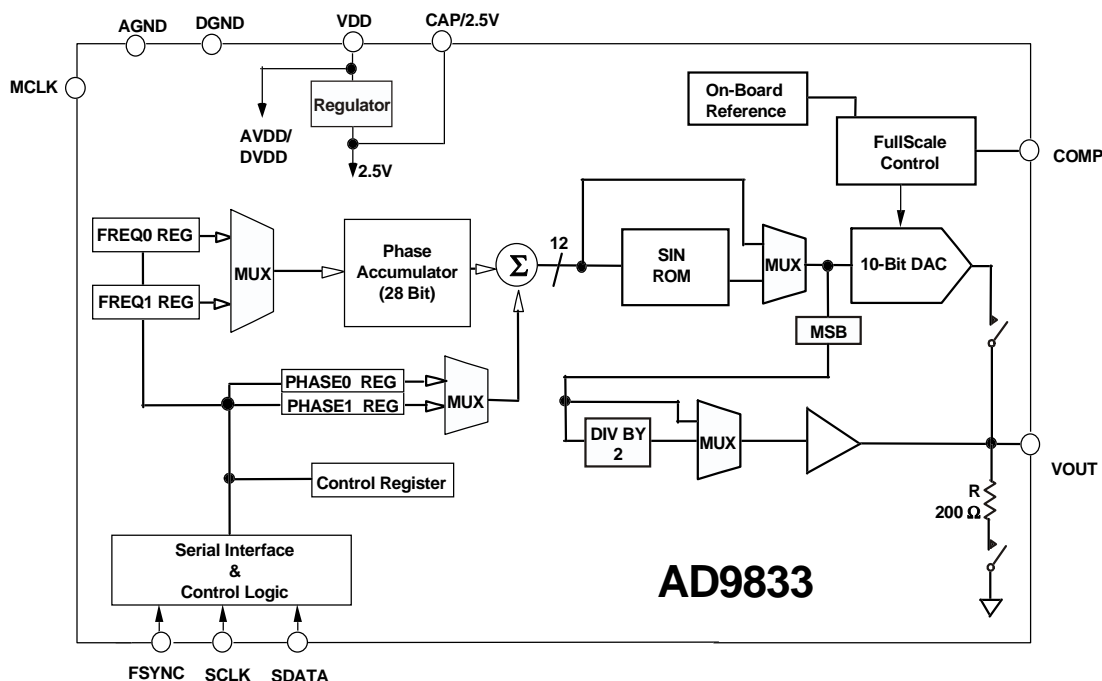 AGND
DGND
VDD
CAP/2.5V
MCLK
Regulator
AVDD/
DVDD
2.5V
On-Board
Reference
FullScale
Control
COMP
FREQ0 REG
FREQ1 REG
MUX
Phase
Accumulator
(28 Bit)
Σ
12
SIN
ROM
MUX
10-Bit DAC
MSB
PHASE0 REG
PHASE1 REG
MUX
DIV BY
2
MUX
VOUT
R
200 Ω
Control Register
Serial Interface
&
Control Logic
AD9833
FSYNC
SCLK
SDATA